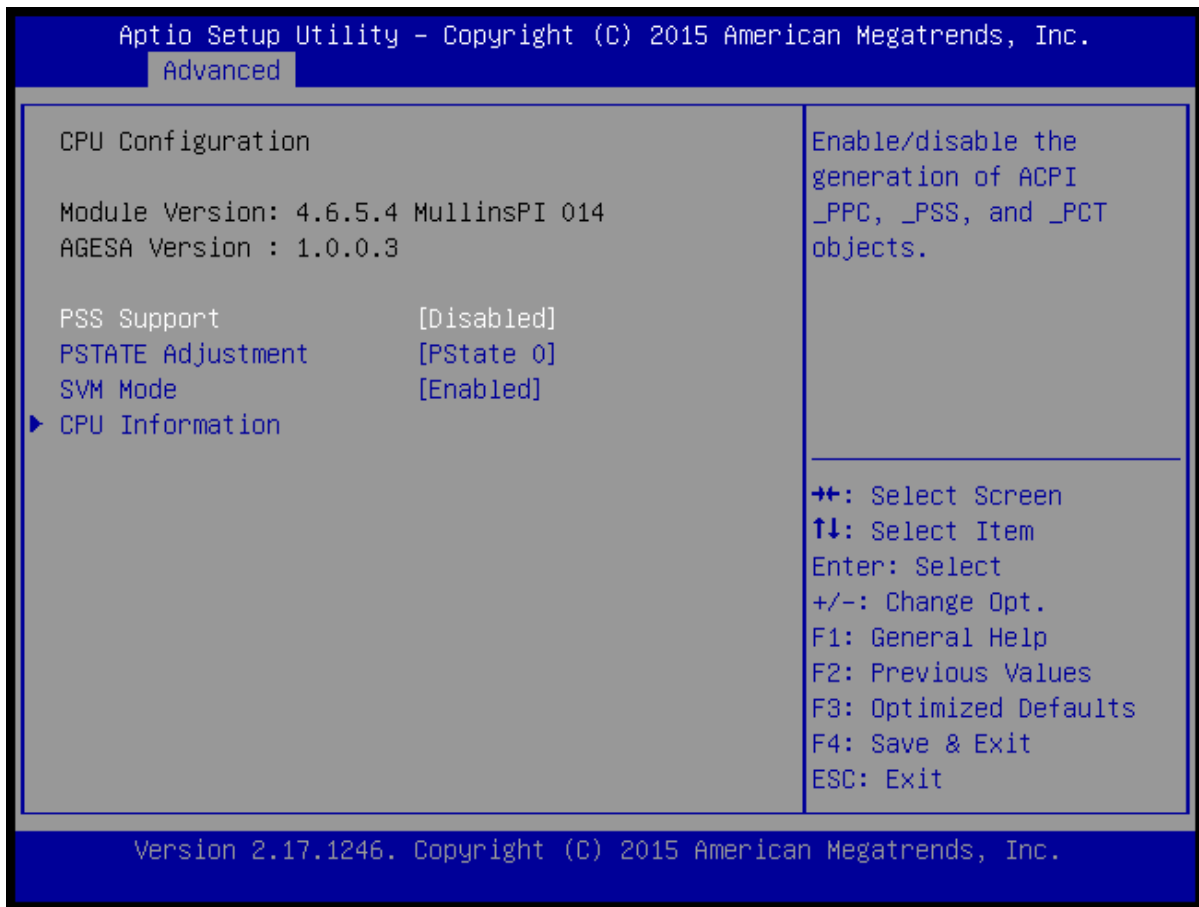 Aptio Setup Utility – Copyright (C) 2015 American Megatrends, Inc.
Advanced
CPU Configuration
Module Version: 4.6.5.4 MullinsPI 014
AGESA Version : 1.0.0.3
PSS Support [Disabled]
PSTATE Adjustment [PState 0]
SVM Mode [Enabled]
▶ CPU Information
Enable/disable the
generation of ACPI
_PPC, _PSS, and _PCT
objects.
→←: Select Screen
↑↓: Select Item
Enter: Select
+/-: Change Opt.
F1: General Help
F2: Previous Values
F3: Optimized Defaults
F4: Save & Exit
ESC: Exit
Version 2.17.1246. Copyright (C) 2015 American Megatrends, Inc.